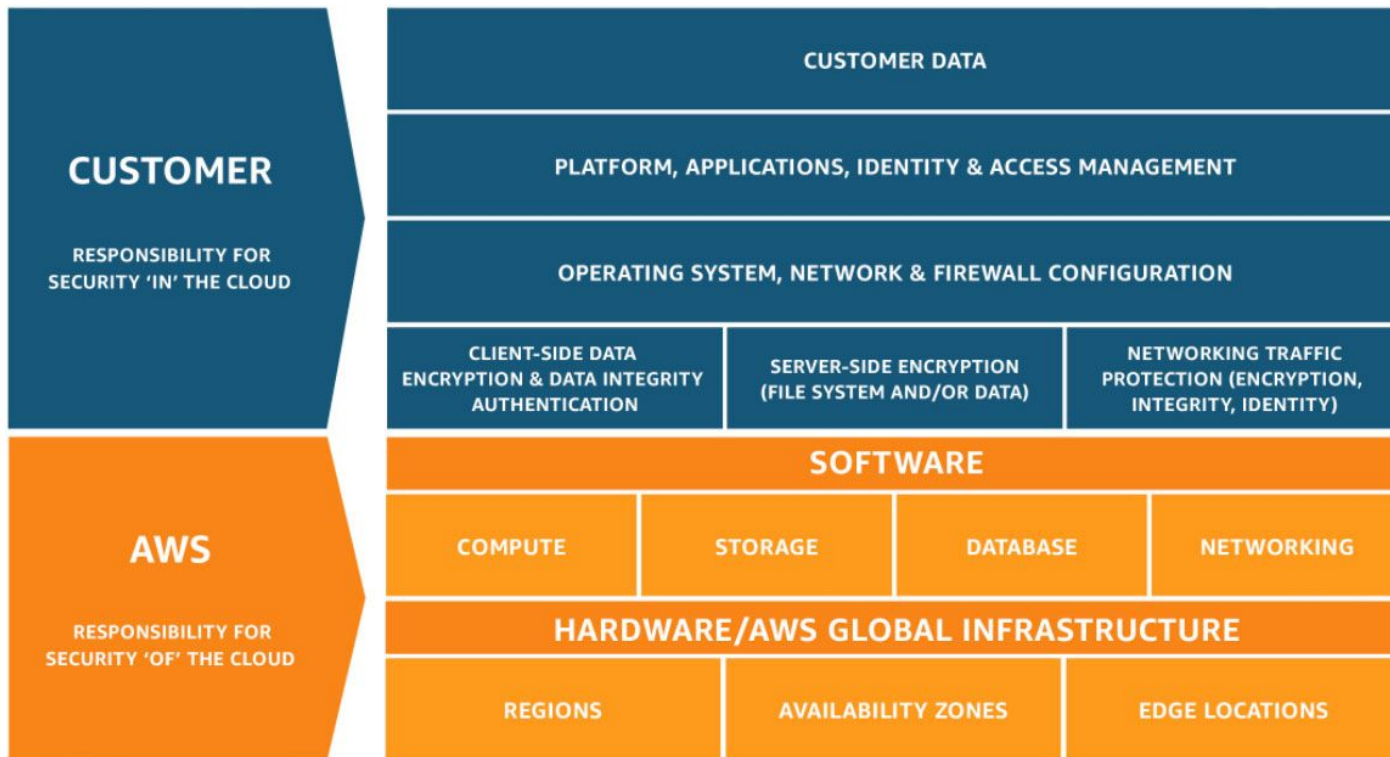 CUSTOMER
RESPONSIBILITY FOR
SECURITY ‘IN’ THE CLOUD
CUSTOMER DATA
PLATFORM, APPLICATIONS, IDENTITY & ACCESS MANAGEMENT
OPERATING SYSTEM, NETWORK & FIREWALL CONFIGURATION
CLIENT-SIDE DATA
ENCRYPTION & DATA INTEGRITY
AUTHENTICATION
SERVER-SIDE ENCRYPTION
(FILE SYSTEM AND/OR DATA)
NETWORKING TRAFFIC
PROTECTION (ENCRYPTION,
INTEGRITY, IDENTITY)
AWS
RESPONSIBILITY FOR
SECURITY ‘OF’ THE CLOUD
SOFTWARE
COMPUTE
STORAGE
DATABASE
NETWORKING
HARDWARE/AWS GLOBAL INFRASTRUCTURE
REGIONS
AVAILABILITY ZONES
EDGE LOCATIONS